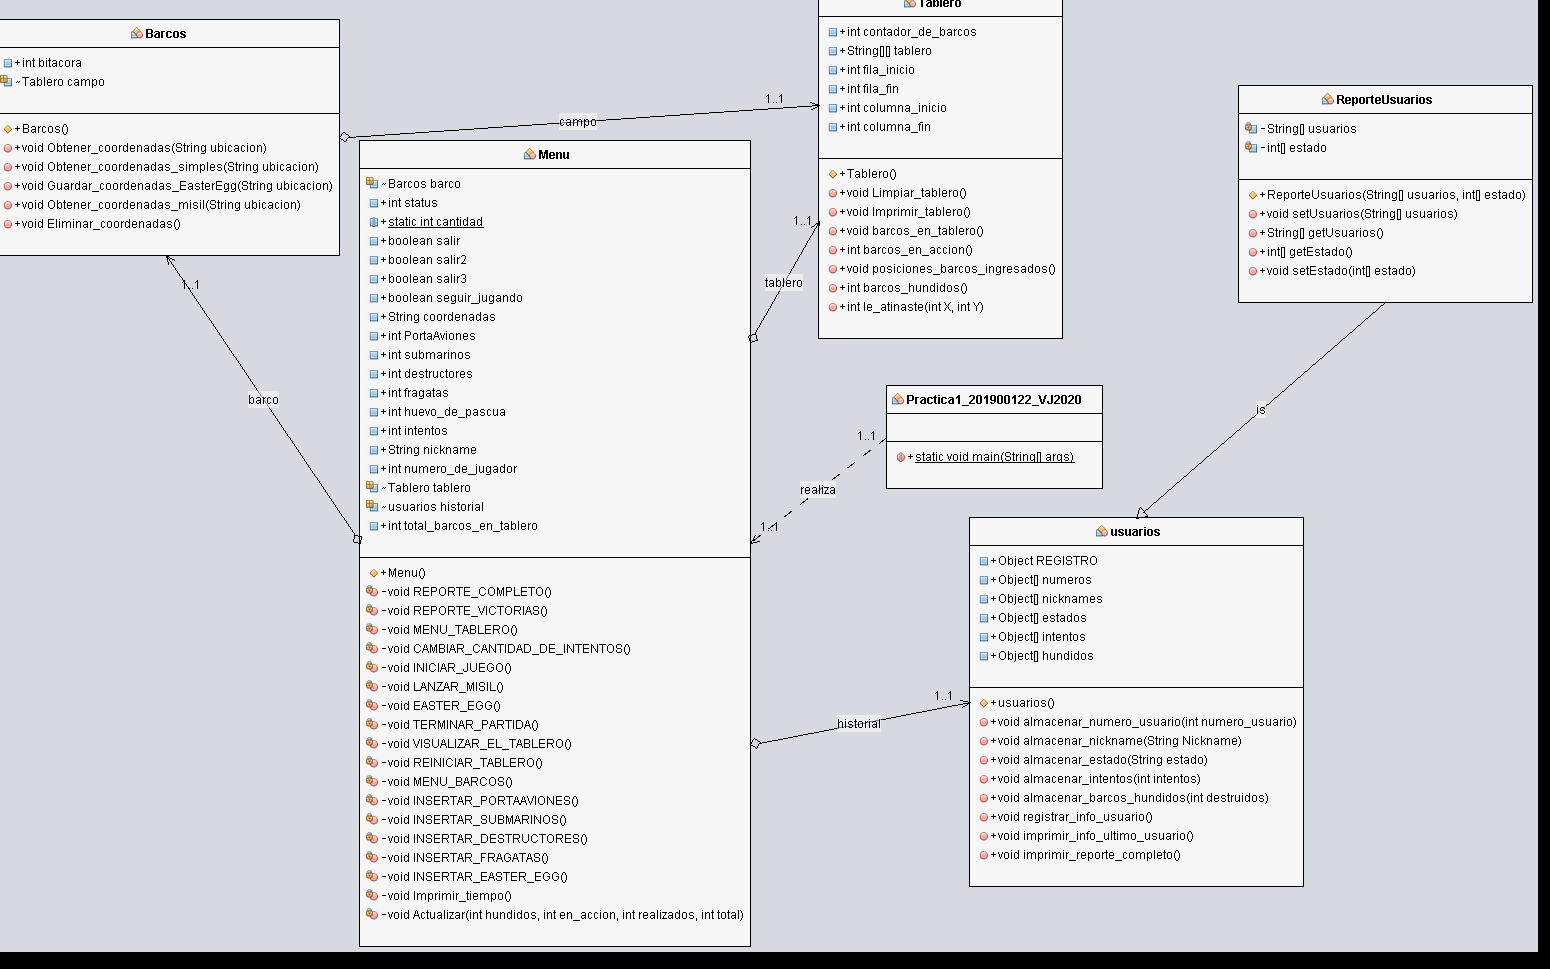 Barcos
+int bitacora
~Tablero campo
+Barcos()
+void Obtener_coordenadas(String ubicacion)
+void Obtener_coordenadas_simples(String ubicacion)
+void Guardar_coordenadas_EasterEgg(String ubicacion)
+void Obtener_coordenadas_misil(String ubicacion)
+void Eliminar_coordenadas()
1..1
barco
campo
1..1
Menu
~Barcos barco
+int status
+static int cantidad
+boolean salir
+boolean salir2
+boolean salir3
+boolean seguir_jugando
+String coordenadas
+int PortaAviones
+int submarinos
+int destructores
+int fragatas
+int huevo_de_pascua
+int intentos
+String nickname
+int numero_de_jugador
~Tablero tablero
~usuarios historial
+int total_barcos_en_tablero
+Menu()
-void REPORTE_COMPLETO()
-void REPORTE_VICTORIAS()
-void MENU_TABLERO()
-void CAMBIAR_CANTIDAD_DE_INTENTOS()
-void INICIAR_JUEGO()
-void LANZAR_MISIL()
-void EASTER_EGG()
-void TERMINAR_PARTIDA()
-void VISUALIZAR_EL_TABLERO()
-void REINICIAR_TABLERO()
-void MENU_BARCOS()
-void INSERTAR_PORTAAVIONES()
-void INSERTAR_SUBMARINOS()
-void INSERTAR_DESTRUCTORES()
-void INSERTAR_FRAGATAS()
-void INSERTAR_EASTER_EGG()
-void Imprimir_tiempo()
-void Actualizar(int hundidos, int en_accion, int realizados, int total)
Tablero
+int contador_de_barcos
+String[][] tablero
+int fila_inicio
+int fila_fin
+int columna_inicio
+int columna_fin
+Tablero()
+void Limpiar_tablero()
+void Imprimir_tablero()
+void barcos_en_tablero()
+int barcos_en_accion()
+void posiciones_barcos_ingresados()
+int barcos_hundidos()
+int le_atinaste(int X, int Y)
1..1
tablero
Practica1_201900122_VJ2020
+static void main(String[] args)
1..1
realiza
1..1
ReporteUsuarios
-String[] usuarios
-int[] estado
+ReporteUsuarios(String[] usuarios, int[] estado)
+void setUsuarios(String[] usuarios)
+String[] getUsuarios()
+int[] getEstado()
+void setEstado(int[] estado)
is
usuarios
+Object REGISTRO
+Object[] numeros
+Object[] nicknames
+Object[] estados
+Object[] intentos
+Object[] hundidos
+usuarios()
+void almacenar_numero_usuario(int numero_usuario)
+void almacenar_nickname(String Nickname)
+void almacenar_estado(String estado)
+void almacenar_intentos(int intentos)
+void almacenar_barcos_hundidos(int destruidos)
+void registrar_info_usuario()
+void imprimir_info_ultimo_usuario()
+void imprimir_reporte_completo()
1..1
historial